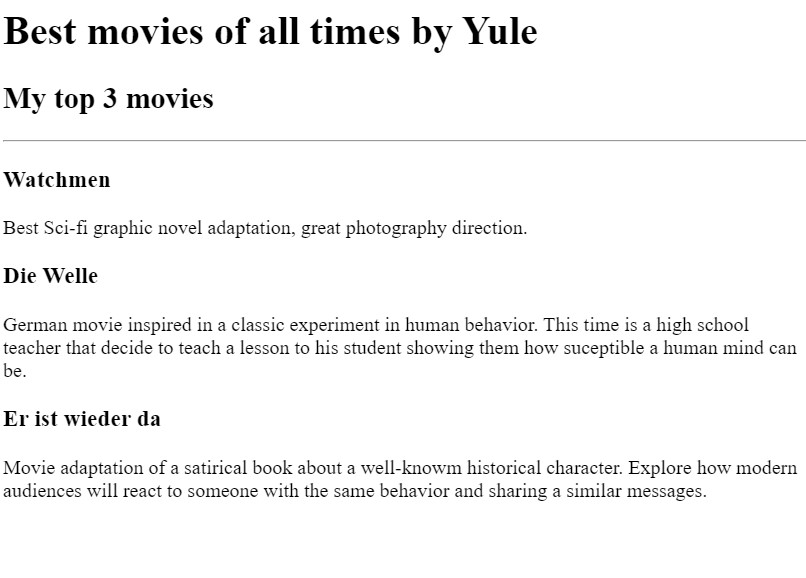 Best movies of all times by Yule
My top 3 movies
Watchmen
Best Sci-fi graphic novel adaptation, great photography direction.
Die Welle
German movie inspired in a classic experiment in human behavior. This time is a high school
teacher that decide to teach a lesson to his student showing them how suceptible a human mind can
be.
Er ist wieder da
Movie adaptation of a satirical book about a well-knowm historical character. Explore how modern
audiences will react to someone with the same behavior and sharing a similar messages.